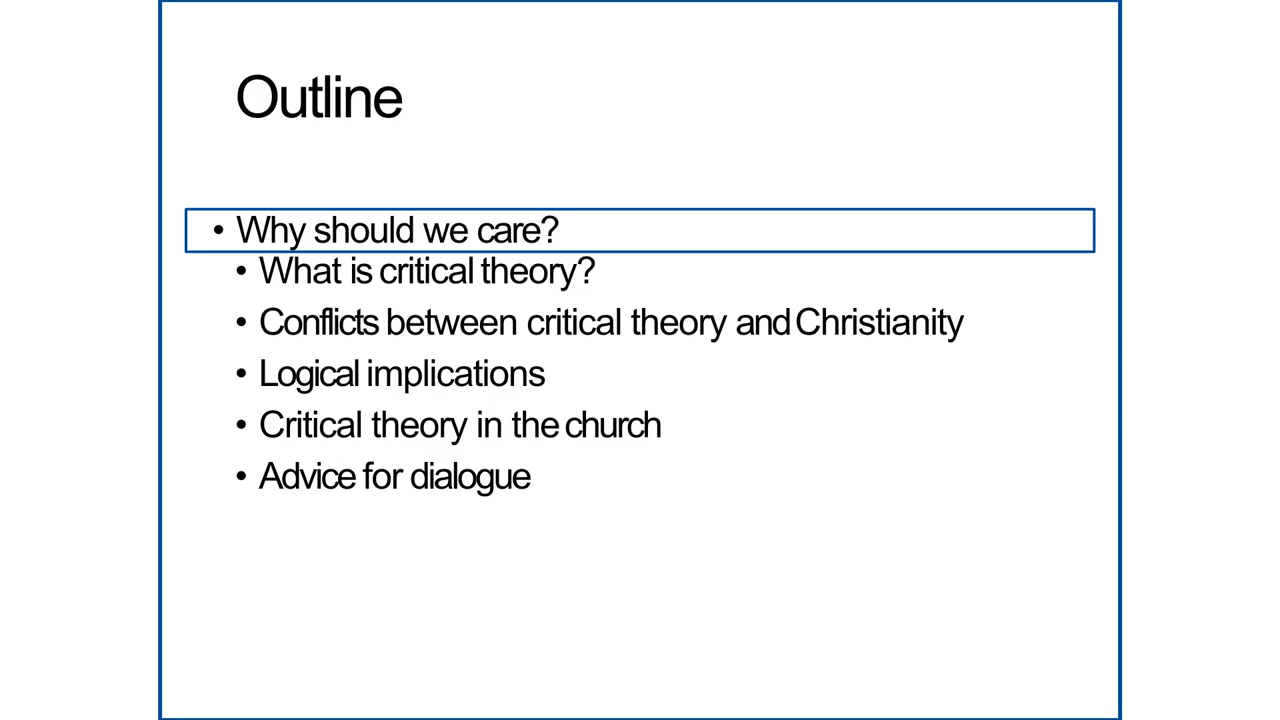 Outline
• Why should we care?
• What is critical theory?
• Conflicts between critical theory and Christianity
• Logical implications
• Critical theory in the church
• Advice for dialogue